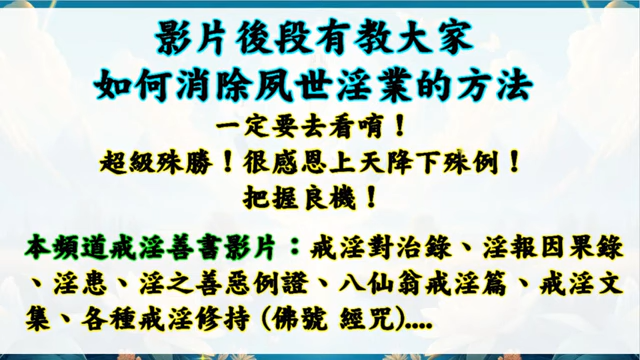 影片後段有教大家
如何消除夙世淫業的方法
一定要去看唷！
超級殊勝！很感恩上天降下殊例！
把握良機！
本頻道戒淫善書影片：戒淫對治錄、淫報因果錄
、淫患、淫之善惡例證、八仙翁戒淫篇、戒淫文
集、各種戒淫修持 (佛號 經咒)....